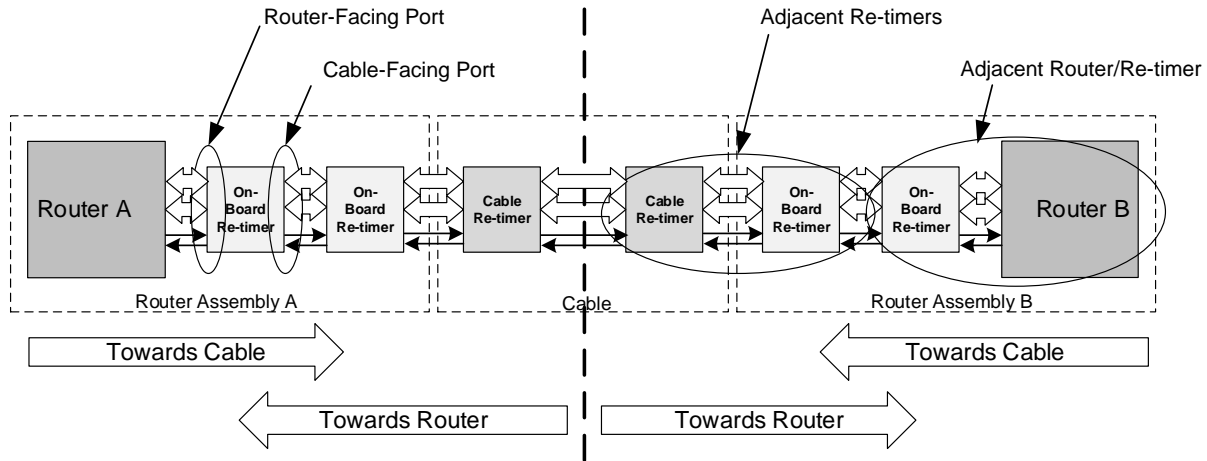 Router-Facing Port
Adjacent Re-timers
Cable-Facing Port
Adjacent Router/Re-timer
Router A
On-
Board
Re-timer
On-
Board
Re-timer
Cable
Re-timer
Cable
Re-timer
On-
Board
Re-timer
On-
Board
Re-timer
Router B
Router Assembly A
Cable
Router Assembly B
Towards Cable
Towards Cable
Towards Router
Towards Router